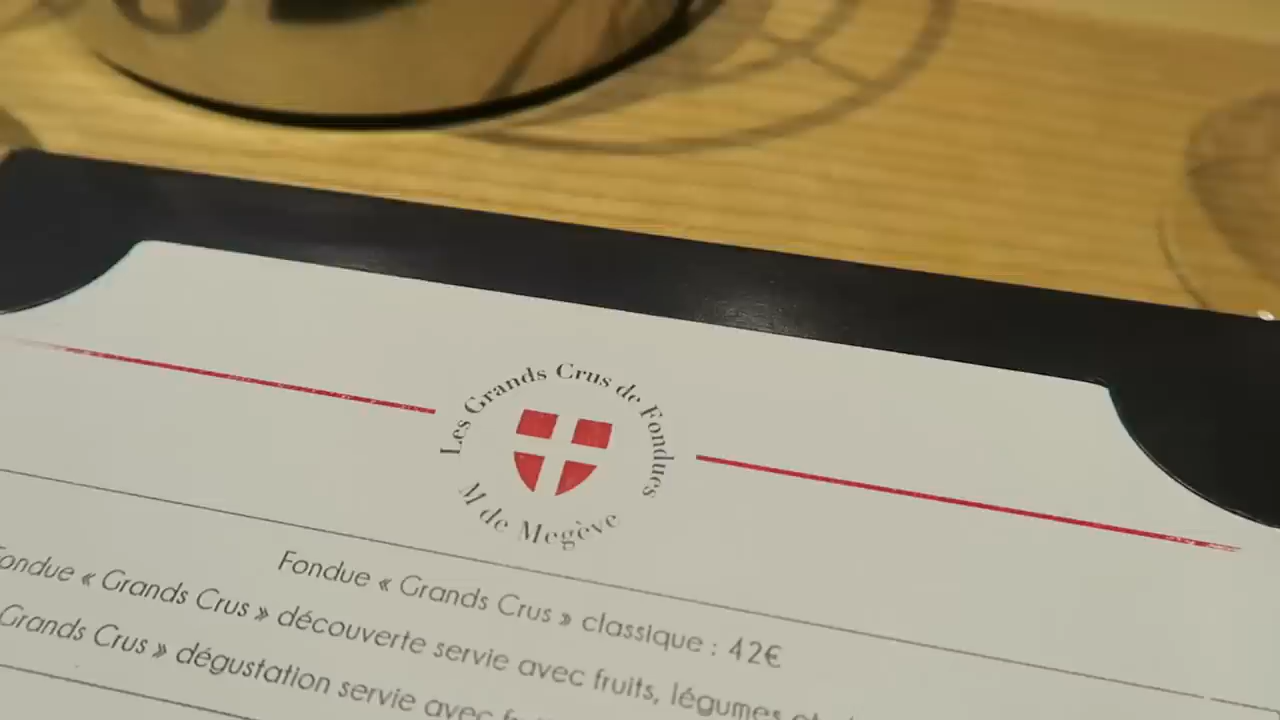 Les Grands Crus de Fondues
M de Megève
Fondue « Grands Crus » classique : 42€
Fondue « Grands Crus » découverte servie avec fruits, légumes
Grands Crus » dégustation servie avec